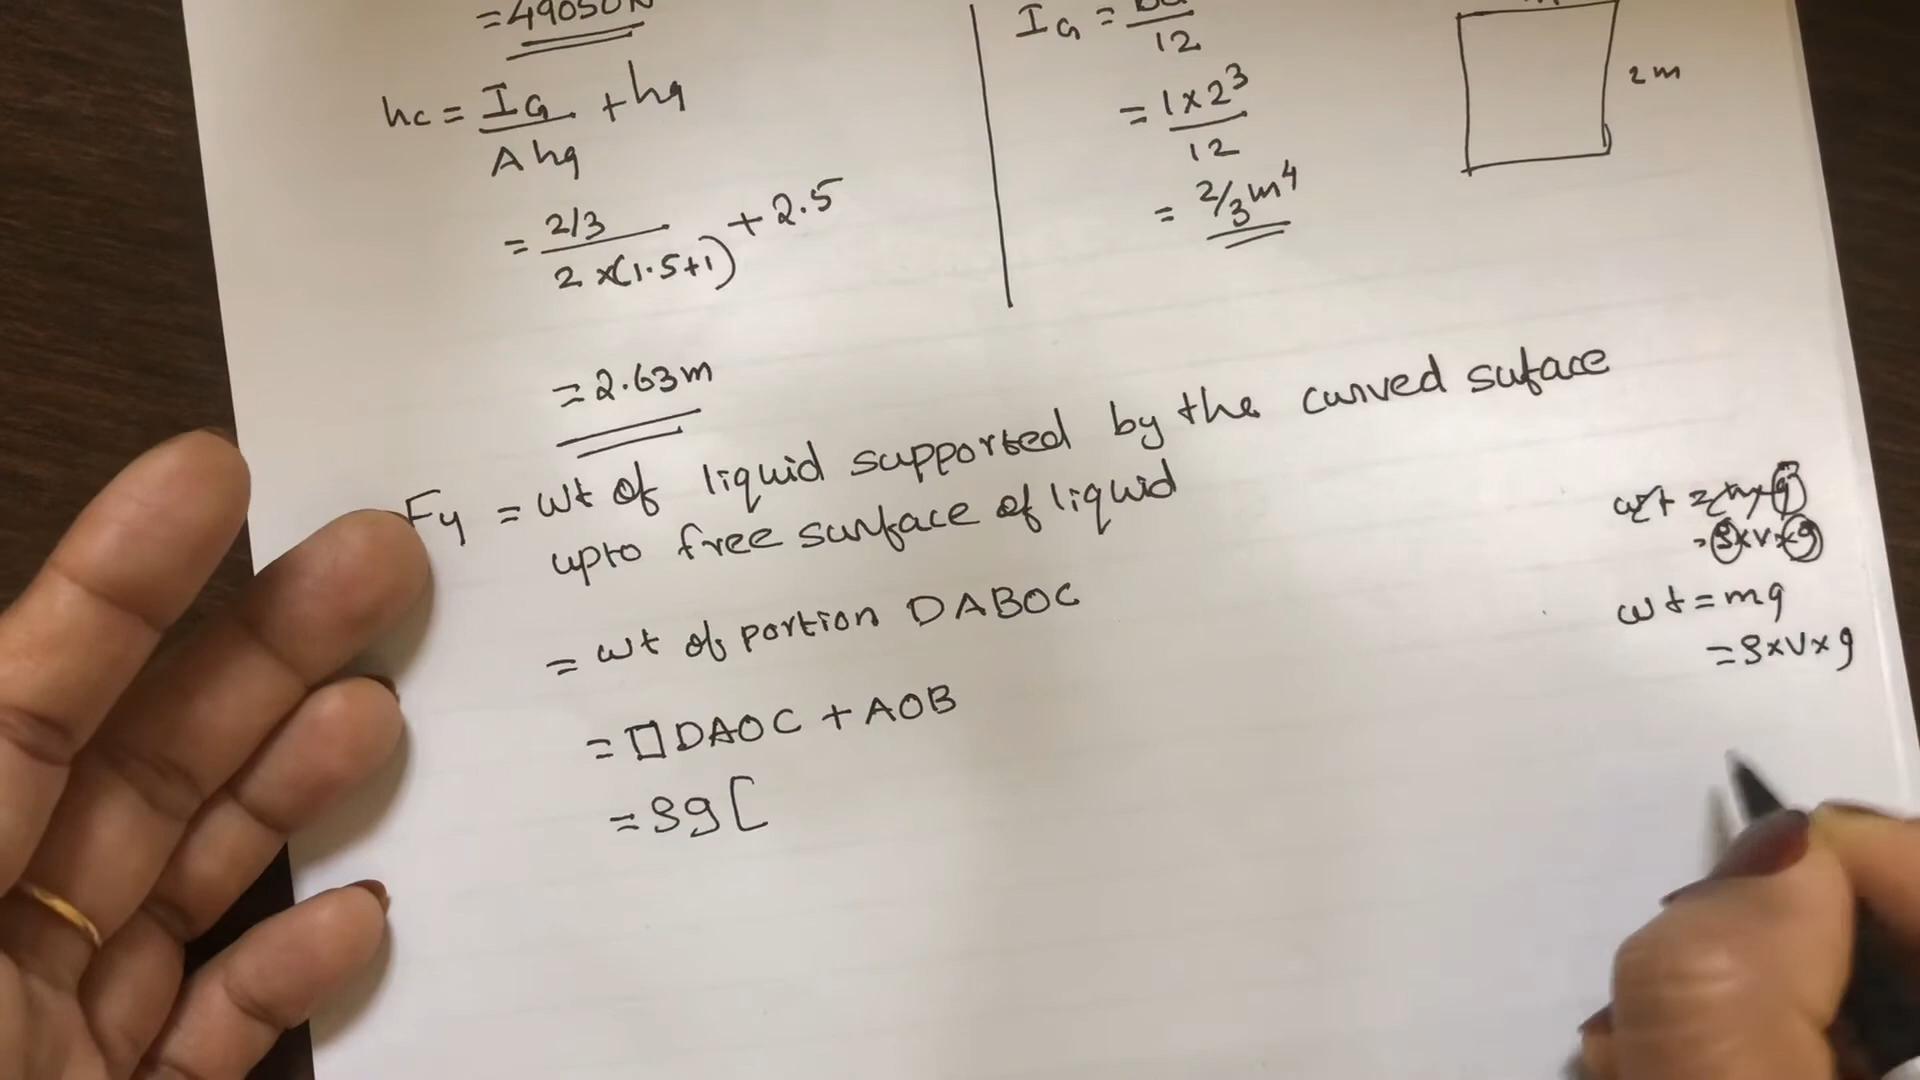 = 49050N
hc = IG / Ahg + hg
= 2/3 / 2 x(1.5+1) + 2.5
= 2.63m
IG = / 12
= 1x2³ / 12
= 2/3 m⁴
2m
Fy = wt of liquid supported by the curved suface
upto free surface of liquid
= wt of portion DABOC
= □DAOC + AOB
= ρg [
wt = mg
= ρxvxg